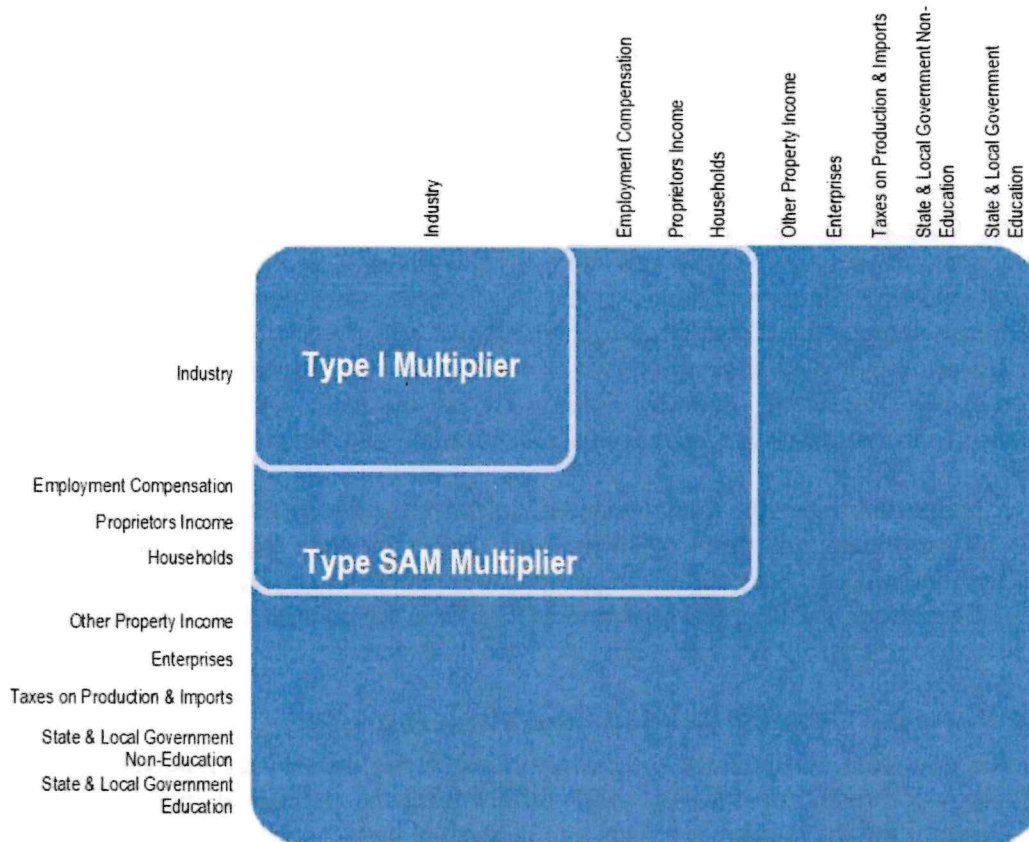 Industry
Employment Compensation
Proprietors Income
Households
Other Property Income
Enterprises
Taxes on Production & Imports
State & Local Government Non-
Education
State & Local Government
Education
Industry
Type I Multiplier
Employment Compensation
Proprietors Income
Households
Type SAM Multiplier
Other Property Income
Enterprises
Taxes on Production & Imports
State & Local Government
Non-Education
State & Local Government
Education